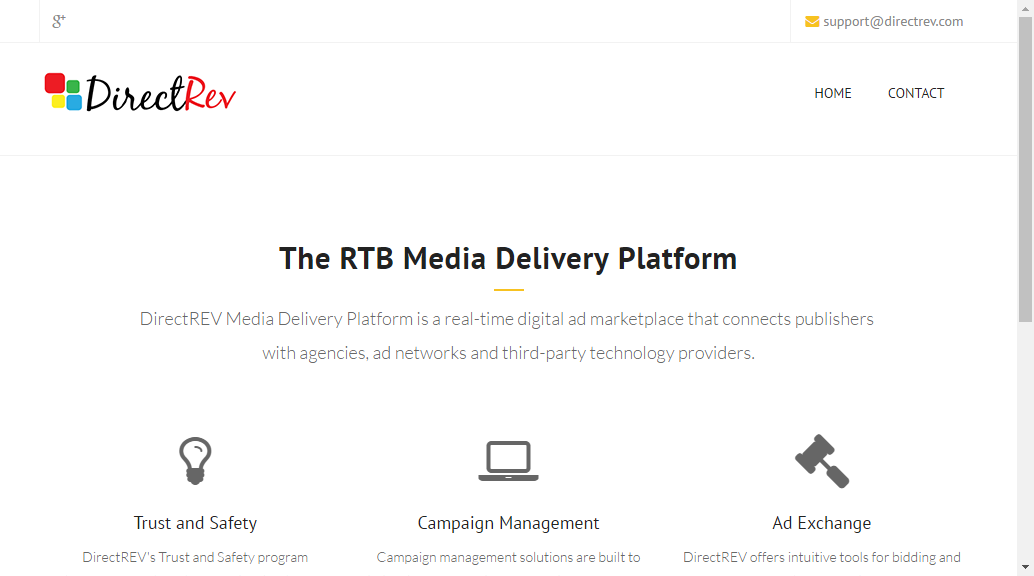 g+
support@directrev.com
DirectRev
HOME
CONTACT
The RTB Media Delivery Platform
DirectREV Media Delivery Platform is a real-time digital ad marketplace that connects publishers
with agencies, ad networks and third-party technology providers.
Trust and Safety
Campaign Management
Ad Exchange
DirectREV's Trust and Safety program
Campaign management solutions are built to
DirectREV offers intuitive tools for bidding and